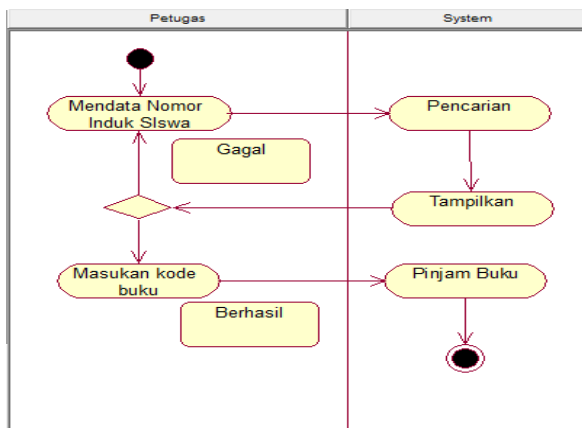 Petugas
System
Mendata Nomor
Induk SIswa
Pencarian
Gagal
Tampilkan
Masukan kode
buku
Pinjam Buku
Berhasil